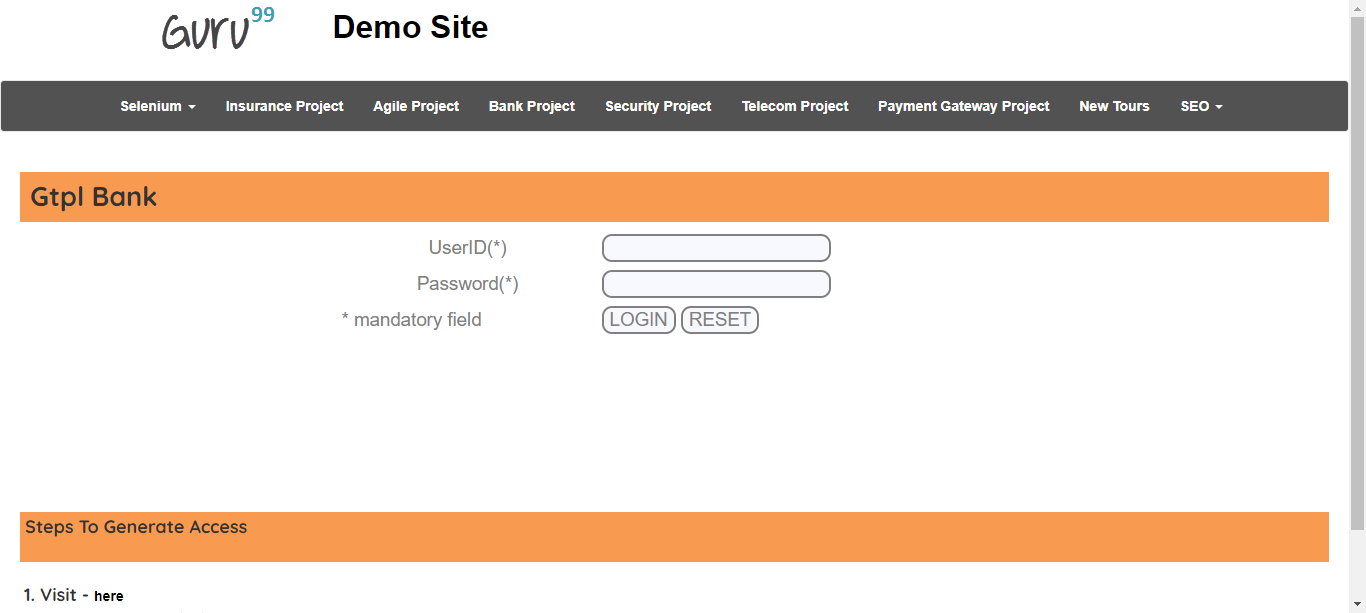 Guru99 Demo Site
Selenium Insurance Project Agile Project Bank Project Security Project Telecom Project Payment Gateway Project New Tours SEO
Gtpl Bank
UserID(*)
Password(*)
* mandatory field LOGIN RESET
Steps To Generate Access
1. Visit - here